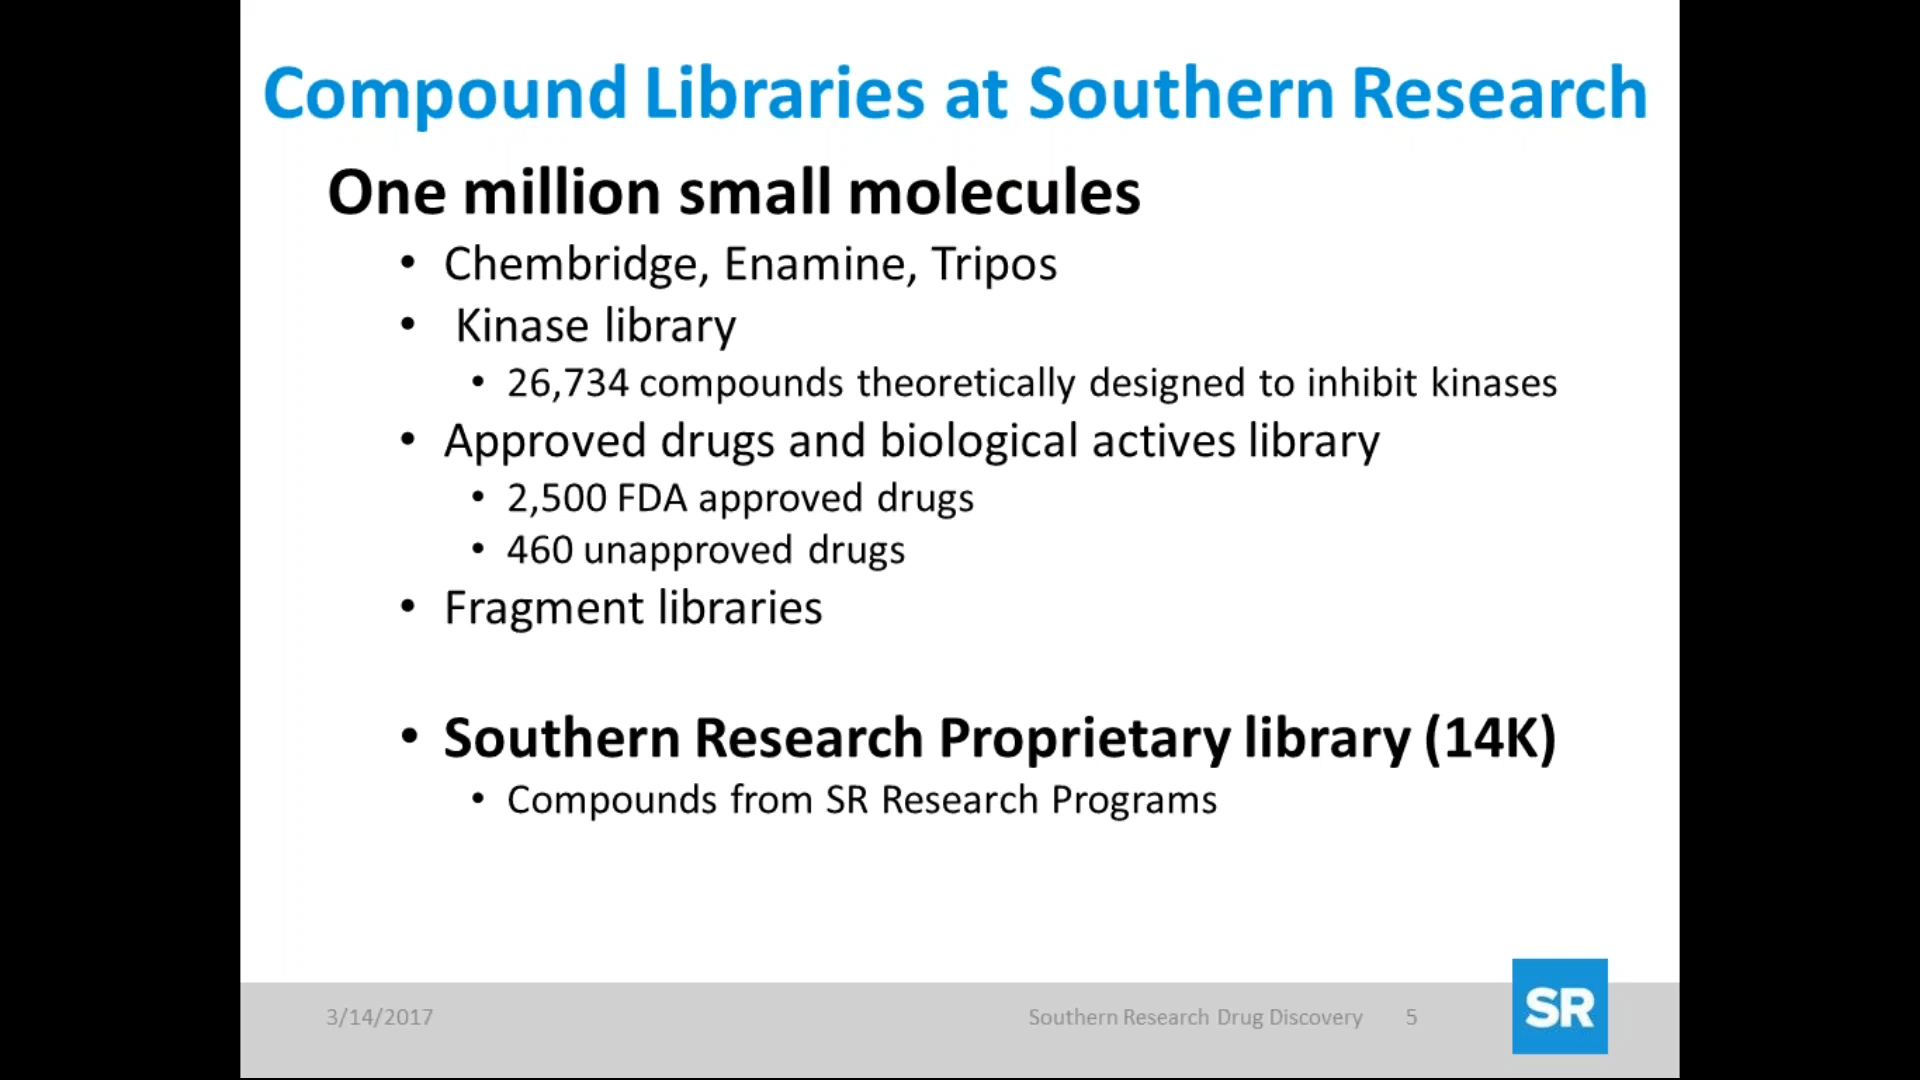 Compound Libraries at Southern Research
One million small molecules
• Chembridge, Enamine, Tripos
• Kinase library
• 26,734 compounds theoretically designed to inhibit kinases
• Approved drugs and biological actives library
• 2,500 FDA approved drugs
• 460 unapproved drugs
• Fragment libraries
• Southern Research Proprietary library (14K)
• Compounds from SR Research Programs
3/14/2017
Southern Research Drug Discovery 5
SR